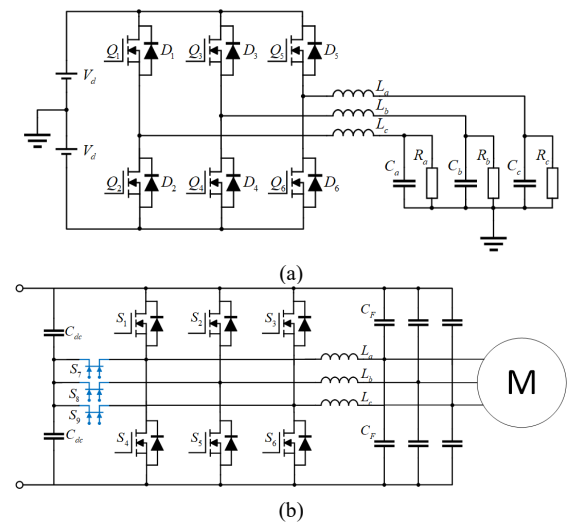 Q1 D1 Q3 D3 Q5 D5
Vd
La
Lb
Lc
Vd
Q2 D2 Q4 D4 Q6 D6
Ca Ra Cb Rb Cc Rc
(a)
S1 S2 S3 CF
Cdc
La
S7
Lb
S8
M
Lc
S9
Cdc S4 S5 S6 CF
(b)